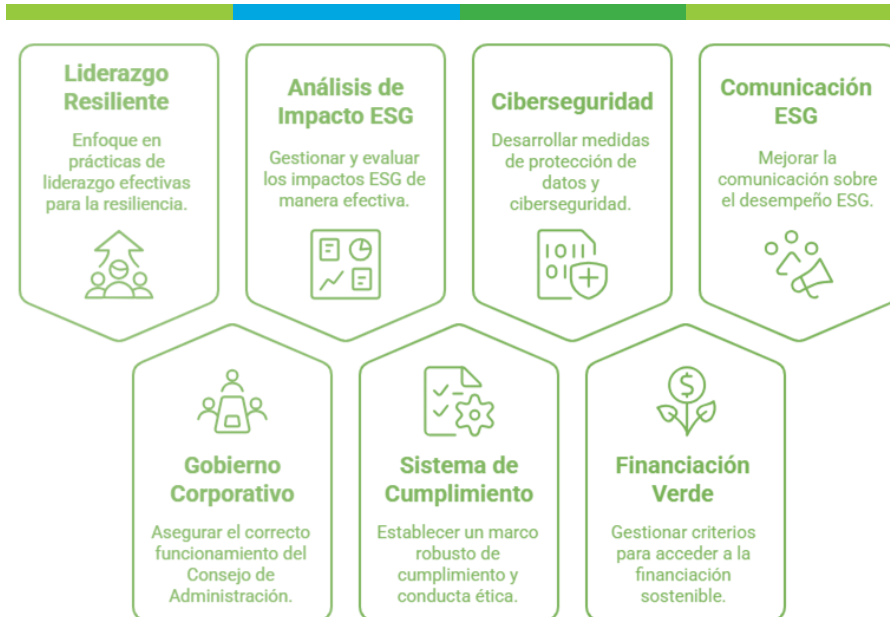 Liderazgo
Resiliente
Enfoque en
prácticas de
liderazgo efectivas
para la resiliencia.
Análisis de
Impacto ESG
Gestionar y evaluar
los impactos ESG de
manera efectiva.
Ciberseguridad
Desarrollar medidas
de protección de
datos y
ciberseguridad.
1011
01
Comunicación
ESG
Mejorar la
comunicación sobre
el desempeño ESG.
Gobierno
Corporativo
Asegurar el correcto
funcionamiento del
Consejo de
Administración.
Sistema de
Cumplimiento
Establecer un marco
robusto de
cumplimiento y
conducta ética.
$
Financiación
Verde
Gestionar criterios
para acceder a la
financiación
sostenible.